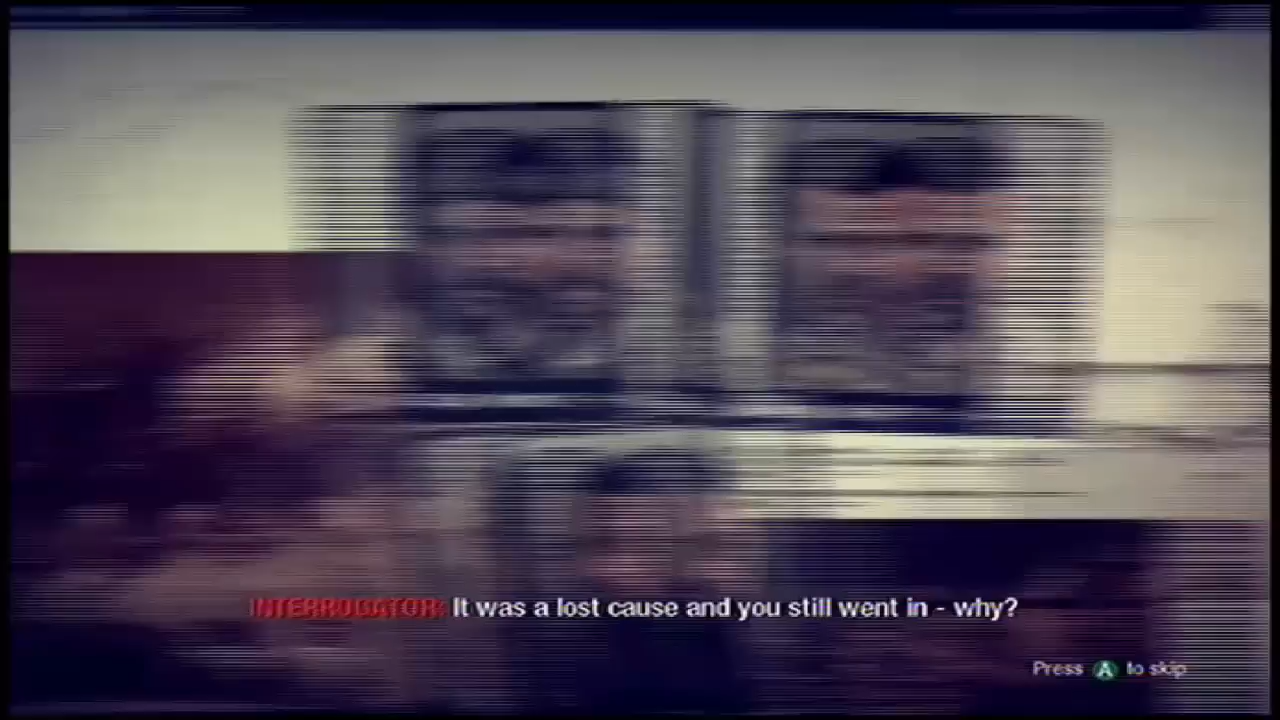 INTERROGATOR: It was a lost cause and you still went in - why?
Press A to skip